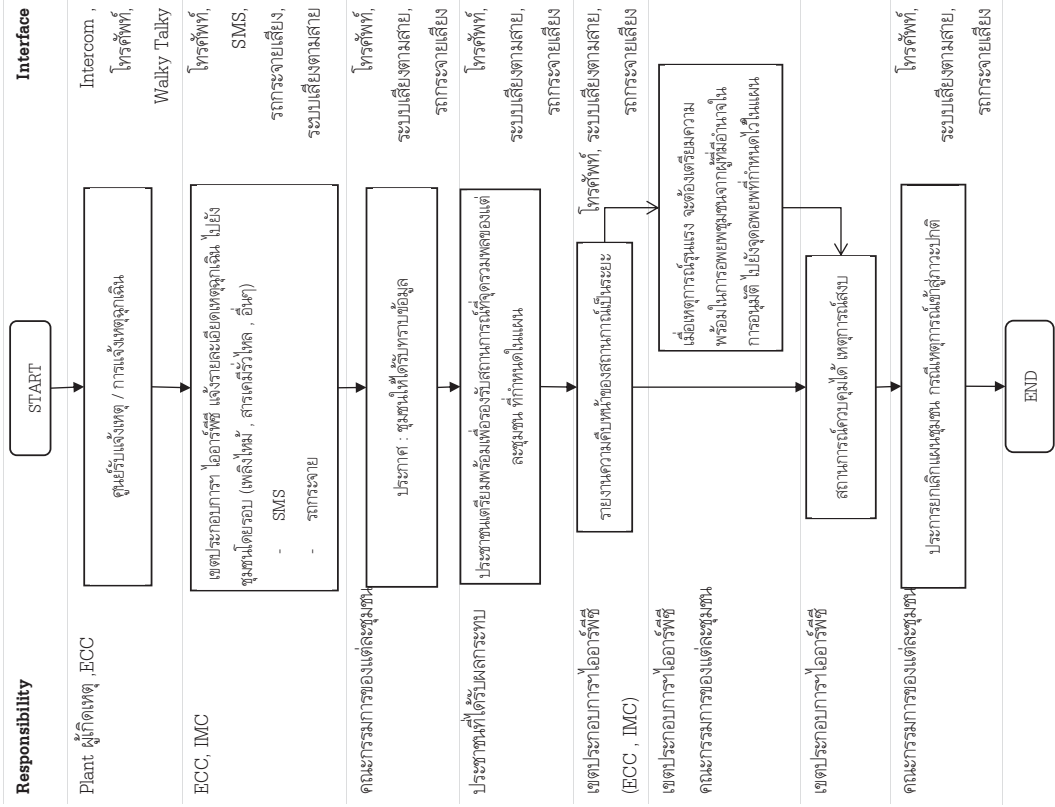 Responsibility
Interface
START
Plant ผู้เกิดเหตุ ,ECC
ศูนย์รับแจ้งเหตุ / การแจ้งเหตุฉุกเฉิน
Intercom ,
โทรศัพท์,
Walky Talky
ECC, IMC
เขตประกอบการฯ ไออาร์พีซี แจ้งรายละเอียดเหตุฉุกเฉิน ไปยัง
ชุมชนโดยรอบ (เพลิงไหม้ , สารเคมีรั่วไหล , อื่นๆ)
- SMS
- รถกระจาย
โทรศัพท์,
SMS,
รถกระจายเสียง,
ระบบเสียงตามสาย
คณะกรรมการของแต่ละชุมชน
ประกาศ : ชุมชนให้ได้รับทราบข้อมูล
โทรศัพท์,
ระบบเสียงตามสาย,
รถกระจายเสียง
ประชาชนที่ได้รับผลกระทบ
ประชาชนเตรียมพร้อมเพื่อรองรับสถานการณ์ที่จุดรวมพลของแต่
ละชุมชน ที่กำหนดในแผน
โทรศัพท์,
ระบบเสียงตามสาย,
รถกระจายเสียง
เขตประกอบการฯไออาร์พีซี
(ECC , IMC)
รายงานความคืบหน้าของสถานกาณ์เป็นระยะ
โทรศัพท์, ระบบเสียงตามสาย,
รถกระจายเสียง
เขตประกอบการฯไออาร์พีซี
คณะกรรมการของแต่ละชุมชน
เมื่อเหตุการณ์รุนแรง จะต้องเตรียมความ
พร้อมในการอพยพชุมชนจากผู้ที่มีอำนาจใน
การอนุมัติ ไปยังจุดอพยพที่กำหนดไว้ในแผน
เขตประกอบการฯไออาร์พีซี
สถานการณ์ควบคุมได้ เหตุการณ์สงบ
คณะกรรมการของแต่ละชุมชน
ประการยกเลิกแผนชุมชน กรณีเหตุการณ์เข้าสู่ภาวะปกติ
โทรศัพท์,
ระบบเสียงตามสาย,
รถกระจายเสียง
END